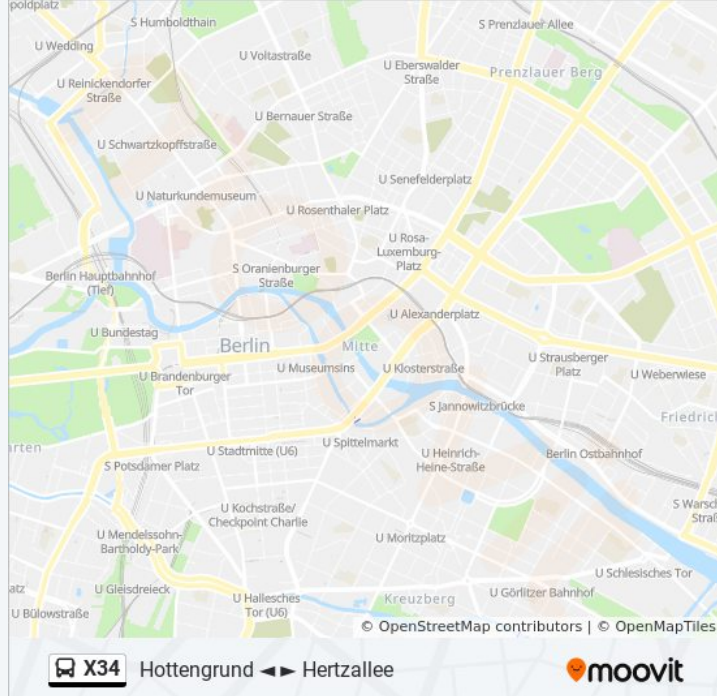 poldplatz
S Humboldthain
S Prenzlauer Allee
U Wedding
U Voltastraße
U Eberswalder
Straße
Prenzlauer Berg
U Reinickendorfer
Straße
U Bernauer Straße
U Schwartzkopffstraße
U Senefelderplatz
U Naturkundemuseum
U Rosenthaler Platz
U Rosa-
Luxemburg-
Platz
S Oranienburger
Straße
Berlin Hauptbahnhof
(Tief)
U Alexanderplatz
U Bundestag
Berlin
Mitte
U Strausberger
Platz
U Museumsins
U Klosterstraße
U Weberwiese
U Brandenburger
Tor
S Jannowitzbrücke
Friedrich
arten
U Spittelmarkt
U Stadtmitte (U6)
U Heinrich-
Heine-Straße
Berlin Ostbahnhof
S Potsdamer Platz
S Warsc
Straß
U Kochstraße/
Checkpoint Charlie
U Mendelssohn-
Bartholdy-Park
U Moritzplatz
U Schlesisches Tor
atz
U Gleisdreieck
U Hallesches
Tor (U6)
Kreuzberg
U Görlitzer Bahnhof
U Bülowstraße
© OpenStreetMap contributors | © OpenMapTiles
X34 Hottengrund ◄ ► Hertzallee
moovit